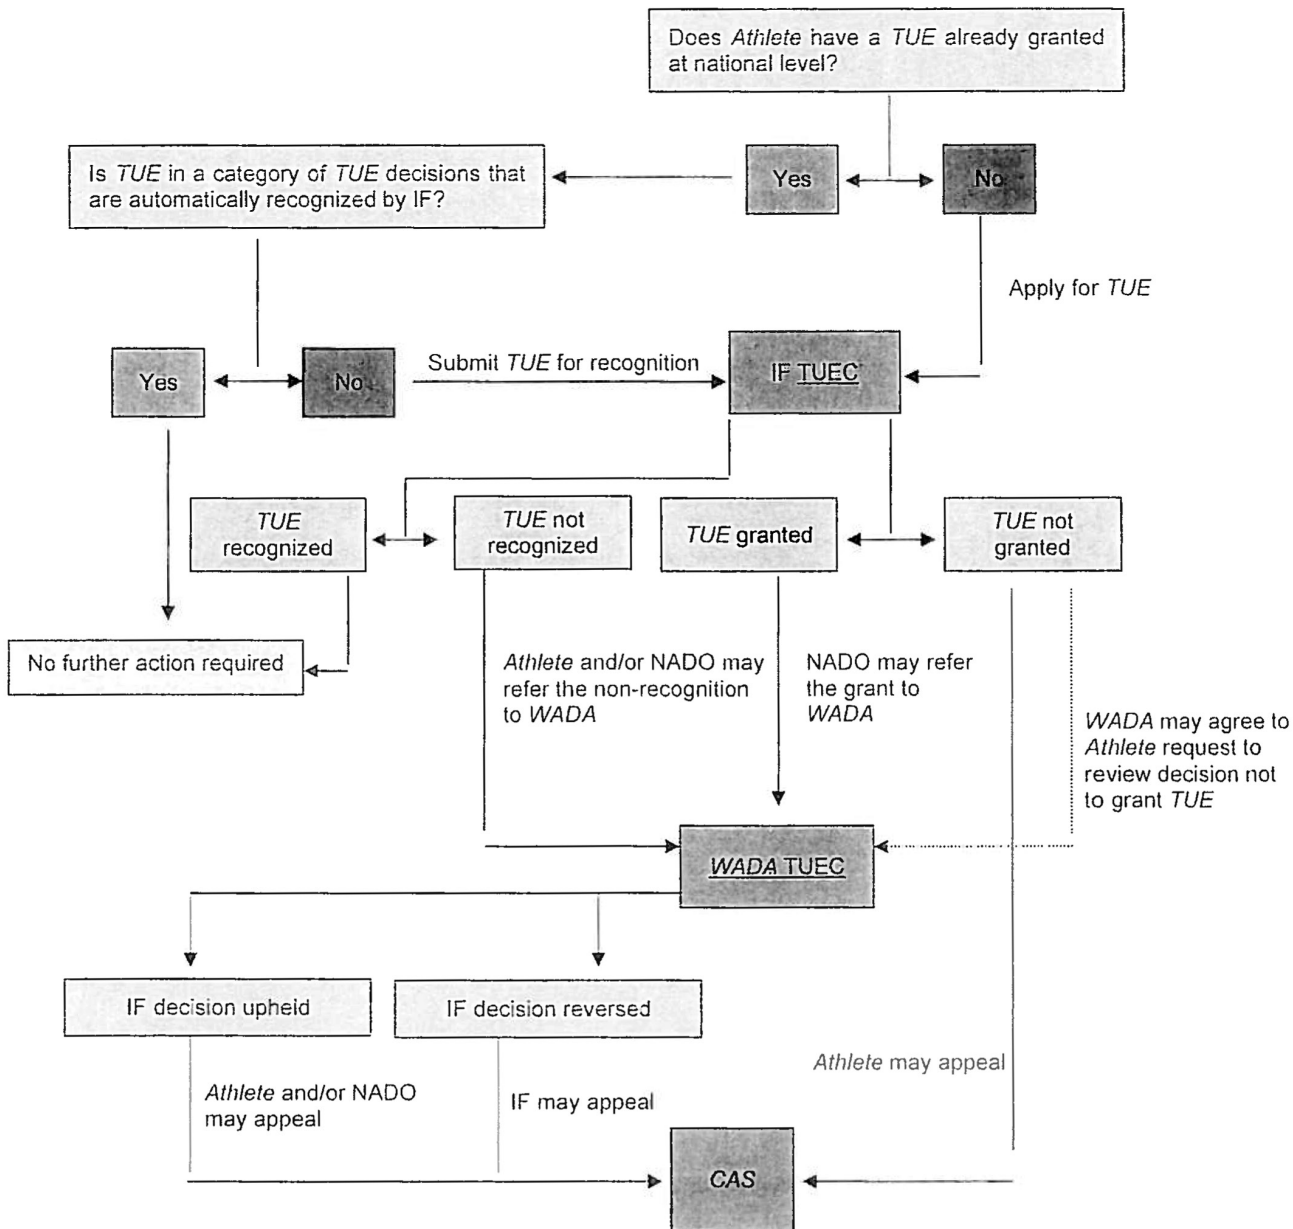 Does Athlete have a TUE already granted
at national level?
Is TUE in a category of TUE decisions that
are automatically recognized by IF?
Yes
No
Apply for TUE
Yes
No
Submit TUE for recognition
IF TUEC
TUE
recognized
TUE not
recognized
TUE granted
TUE not
granted
No further action required
Athlete and/or NADO may
refer the non-recognition
to WADA
NADO may refer
the grant to
WADA
WADA may agree to
Athlete request to
review decision not
to grant TUE
WADA TUEC
IF decision upheld
IF decision reversed
Athlete may appeal
Athlete and/or NADO
may appeal
IF may appeal
CAS